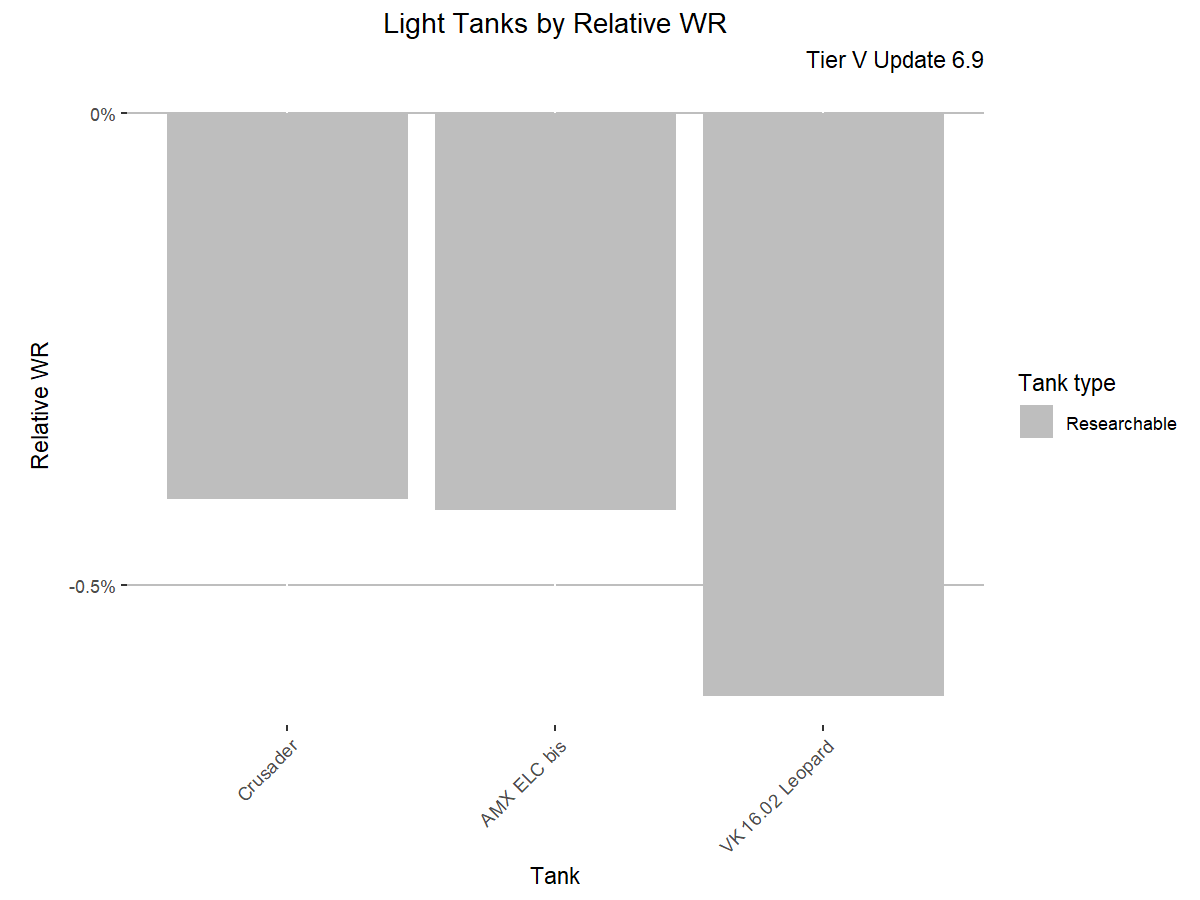 Light Tanks by Relative WR
Tier V Update 6.9
0%
-0.5%
Relative WR
Crusader
AMX ELC bis
VK 16.02 Leopard
Tank
Tank type
Researchable